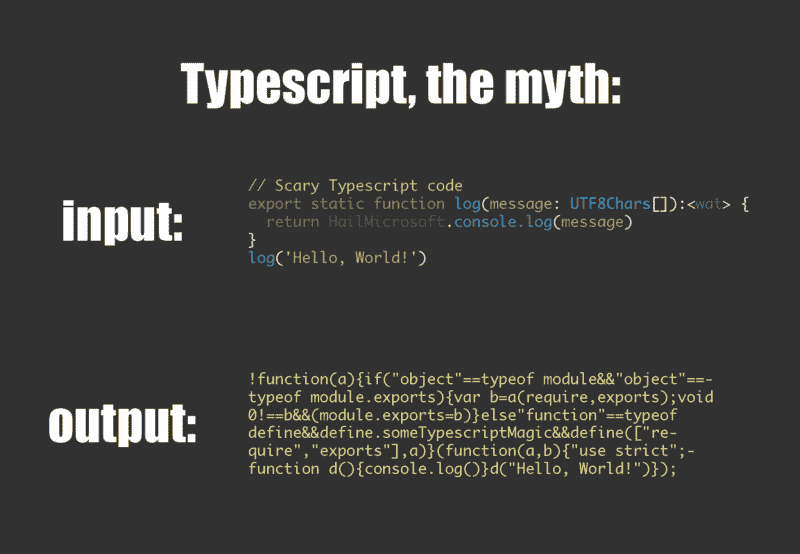 Typescript, the myth:
input:
// Scary Typescript code
export static function log(message: UTF8Chars[]):<wat> {
  return HailMicrosoft.console.log(message)
}
log('Hello, World!')
output:
!function(a){if("object"==typeof module&&"object"==-
typeof module.exports){var b=a(require,exports);void
0!==b&&(module.exports=b)}else"function"==typeof
define&&define.someTypescriptMagic&&define(["re-
quire","exports"],a)}(function(a,b){"use strict";-
function d(){console.log()}d("Hello, World!")});